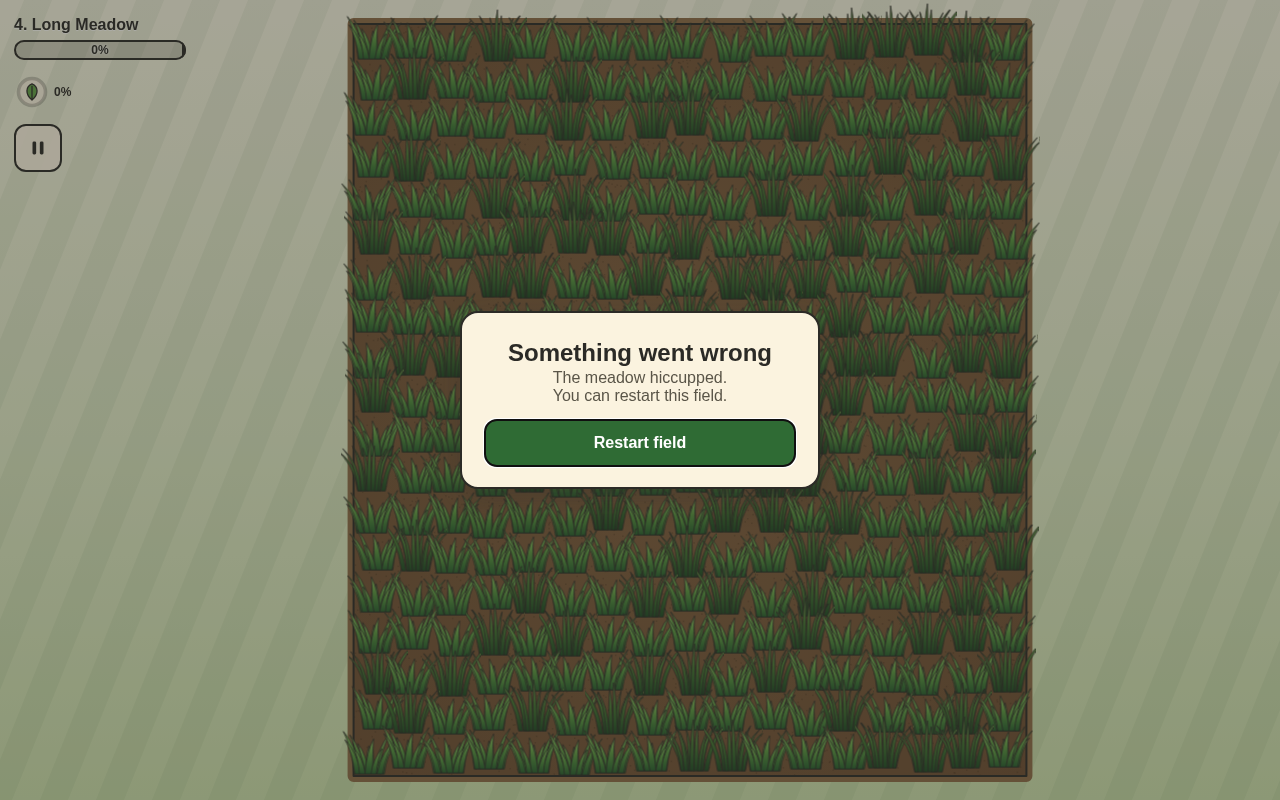 4. Long Meadow
0%
0%
Something went wrong
The meadow hiccupped.
You can restart this field.
Restart field